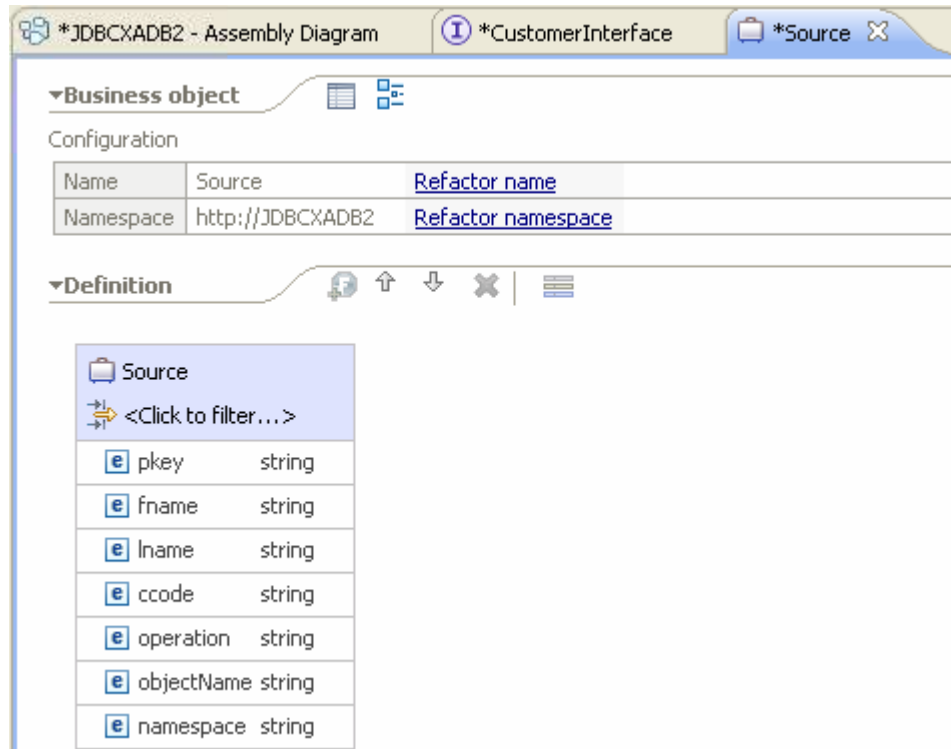 *JDBCXADB2 - Assembly Diagram *CustomerInterface *Source
Business object
Configuration
Name Source Refactor name
Namespace http://JDBCXADB2 Refactor namespace
Definition
Source
<Click to filter...>
e pkey string
e fname string
e lname string
e ccode string
e operation string
e objectName string
e namespace string